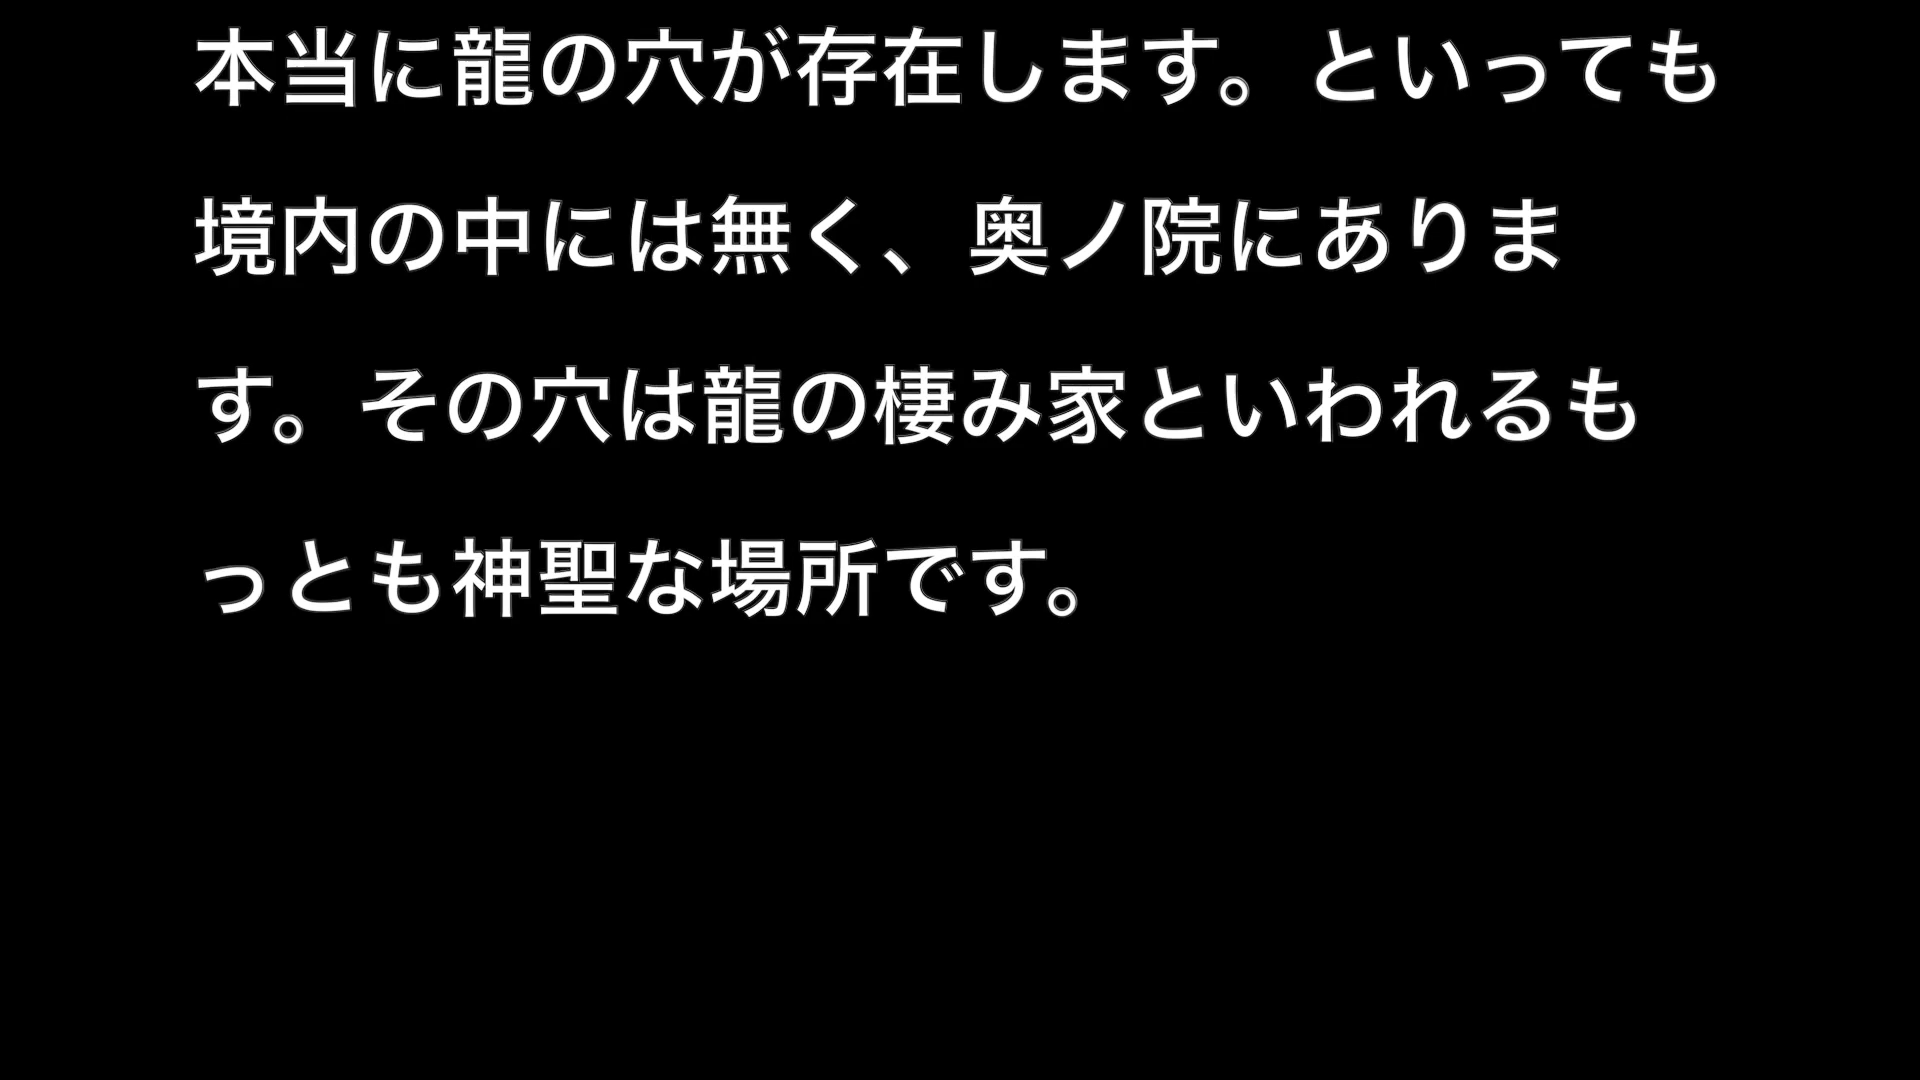 本当に龍の穴が存在します。といっても
境内の中には無く、奥ノ院にありま
す。その穴は龍の棲み家といわれるも
っとも神聖な場所です。